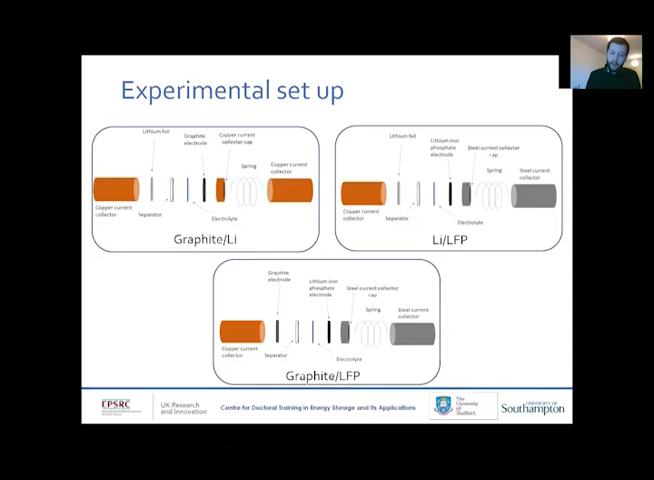 Experimental set up
Lithium foil
Graphite
electrode
Copper current
collector cap
Spring
Copper current
collector
Copper current
collector
Separator
Electrolyte
Graphite/Li
Lithium foil
Lithium iron
phosphate
electrode
Steel current collector
cap
Spring
Steel current
collector
Copper current
collector
Separator
Electrolyte
Li/LFP
Graphite
electrode
Lithium iron
phosphate
electrode
Steel current collector
cap
Spring
Steel current
collector
Copper current
collector
Separator
Electrolyte
Graphite/LFP
EPSRC
UK Research
and Innovation
Centre for Doctoral Training in Energy Storage and its Applications
The
University
Of
Sheffield.
UNIVERSITY OF
Southampton